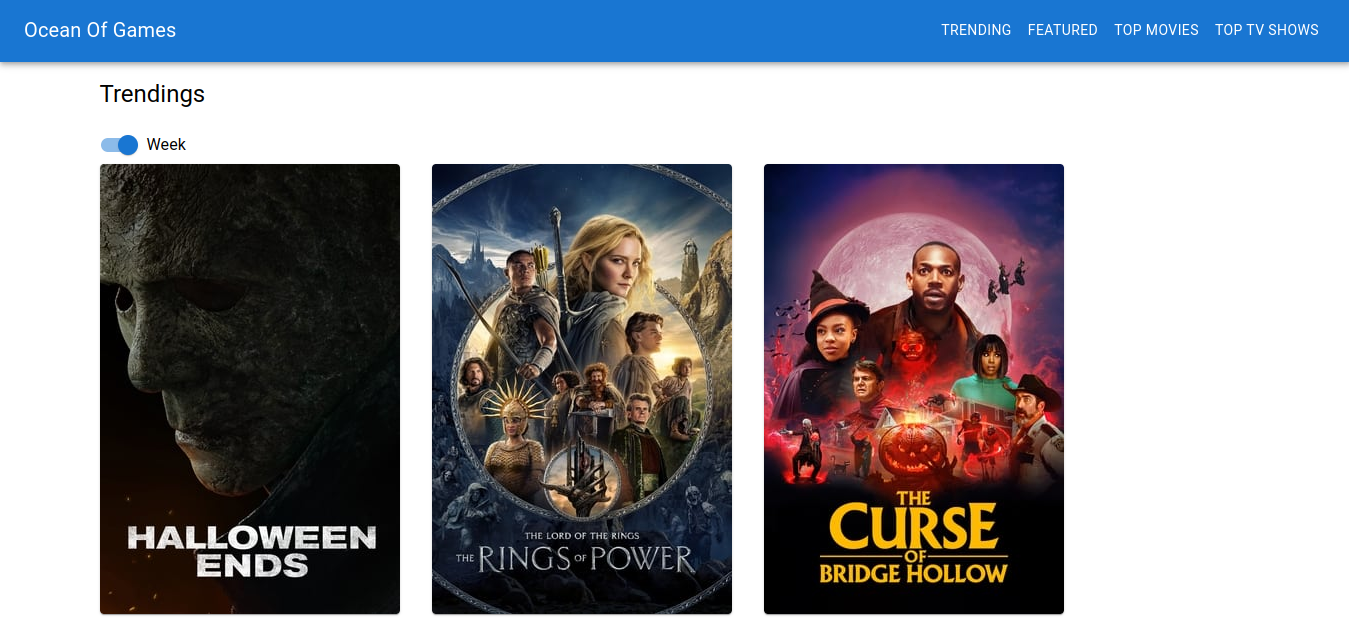 Ocean Of Games
TRENDING FEATURED TOP MOVIES TOP TV SHOWS
Trendings
Week
HALLOWEEN
ENDS
THE LORD OF THE RINGS
THE RINGS OF POWER
THE
CURSE
OF
BRIDGE HOLLOW